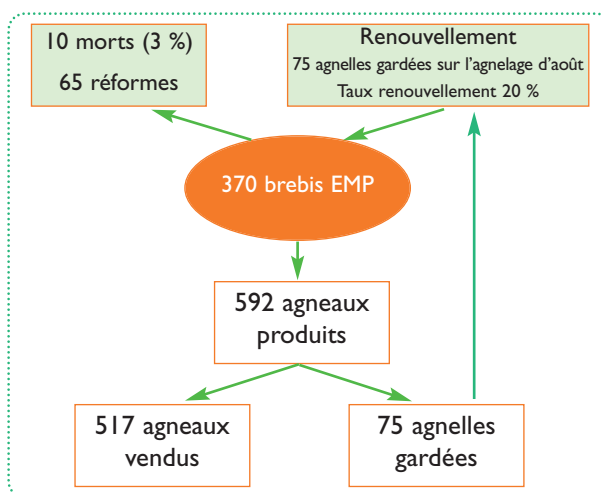 10 morts (3 %)
65 réformes
Renouvellement
75 agnelles gardées sur l'agnelage d'août
Taux renouvellement 20 %
370 brebis EMP
592 agneaux
produits
517 agneaux
vendus
75 agnelles
gardées